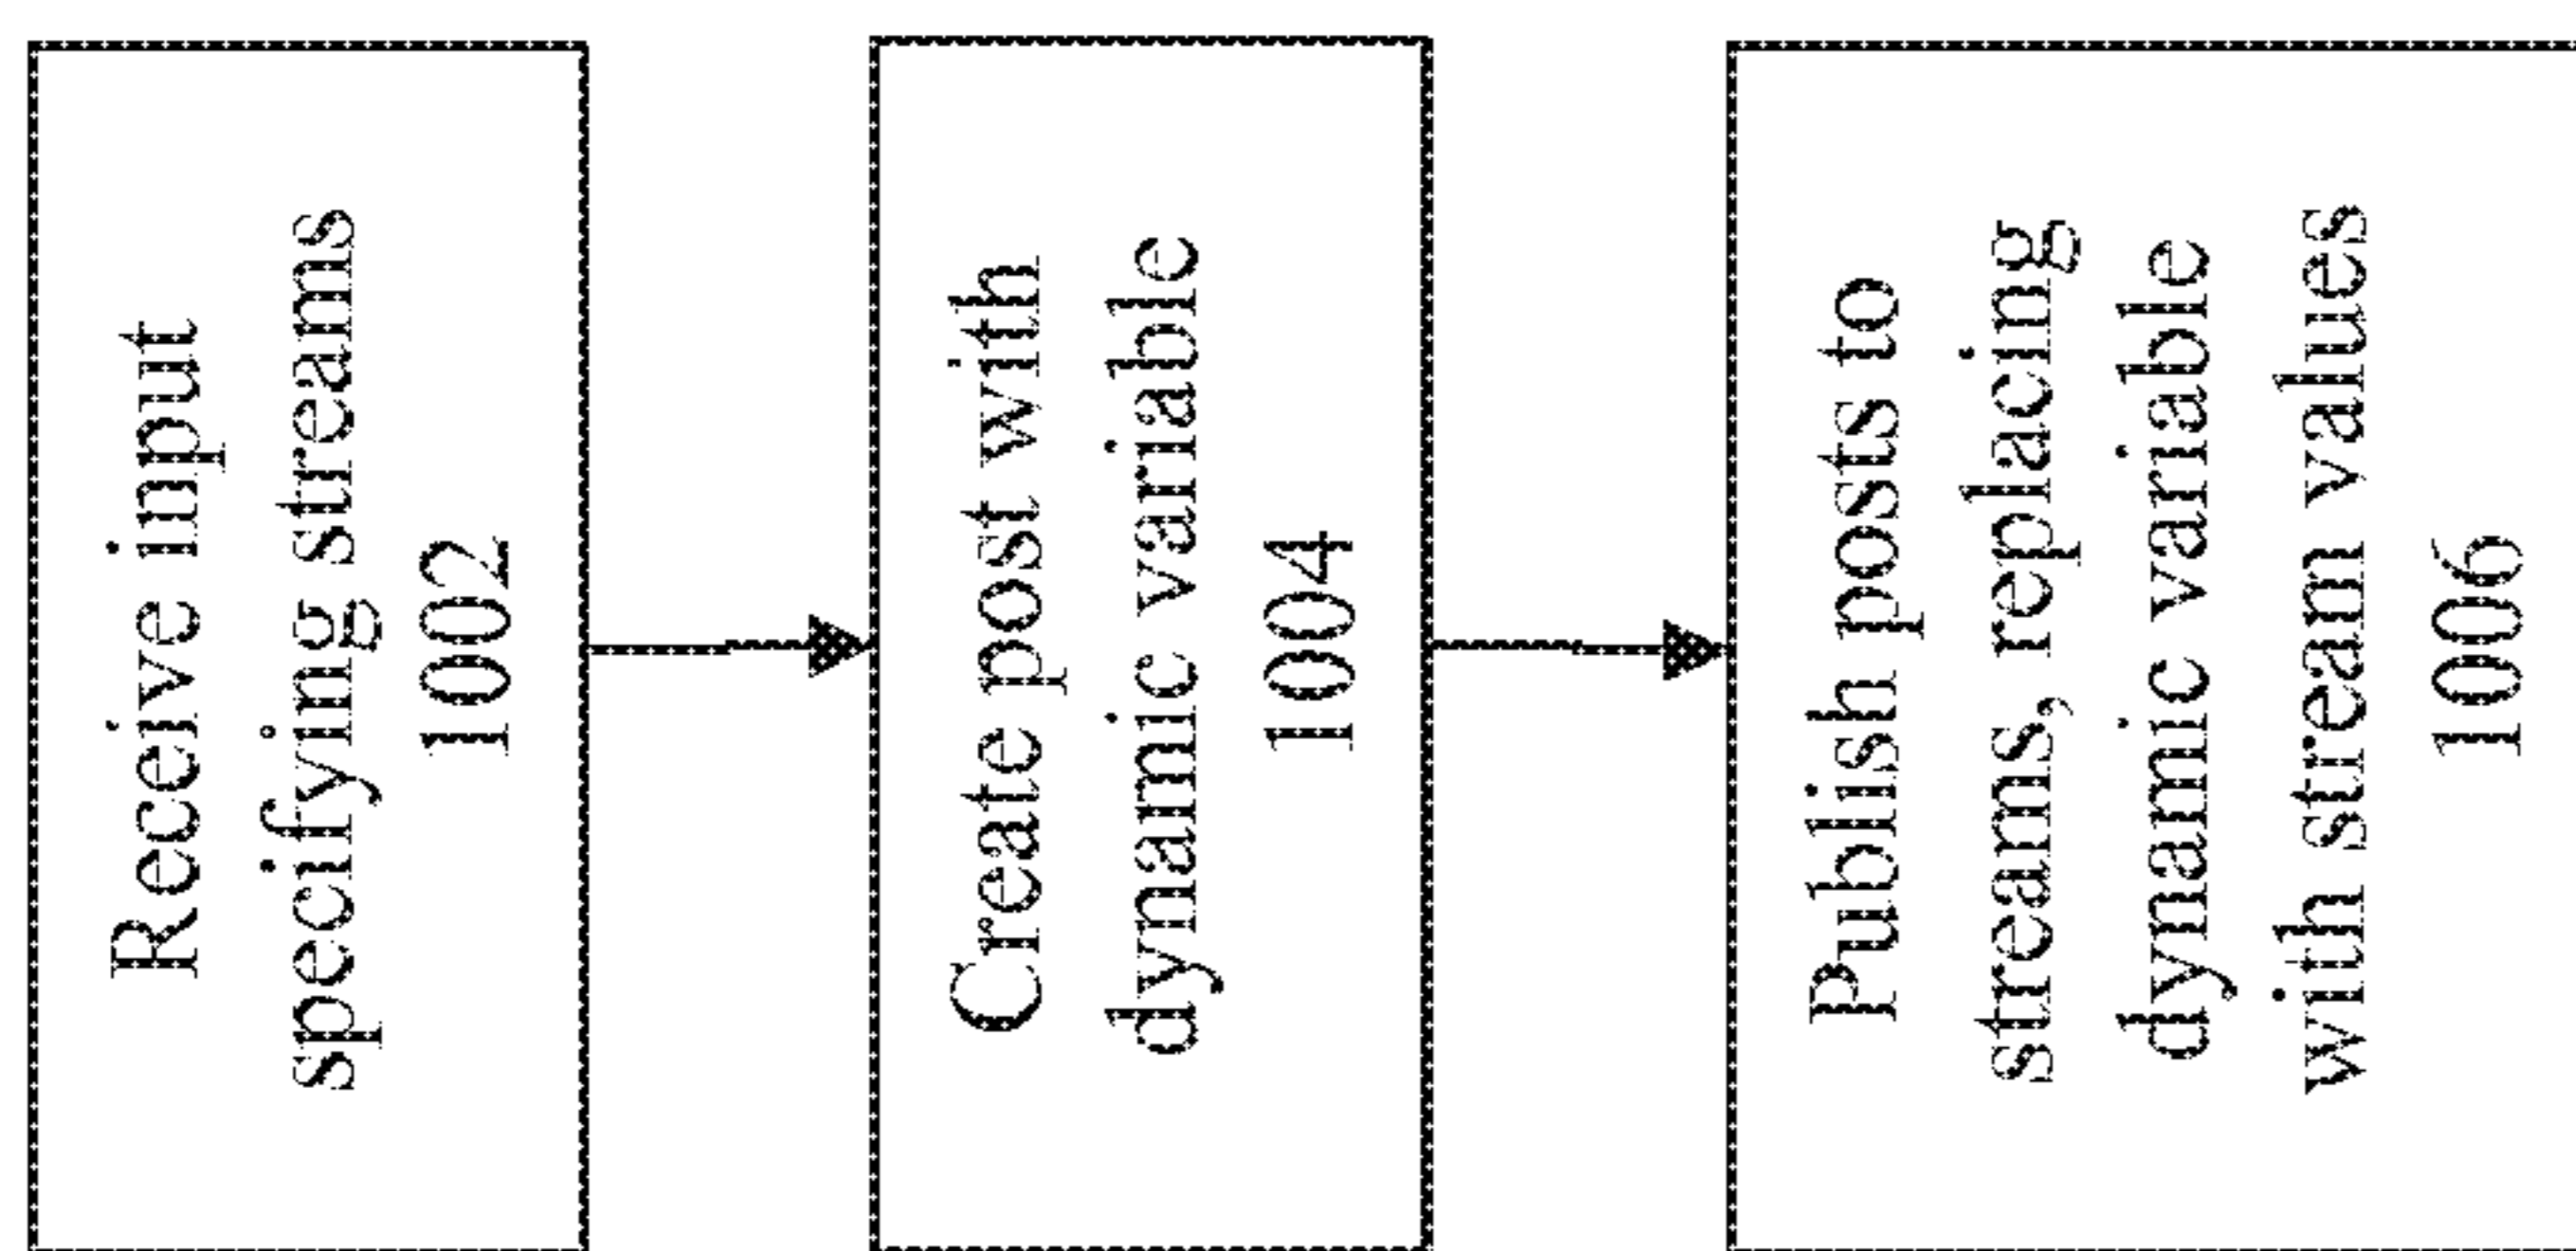 Receive input
specifying streams
1002
Create post with
dynamic variable
1004
Publish posts to
streams, replacing
dynamic variable
with stream values
1006